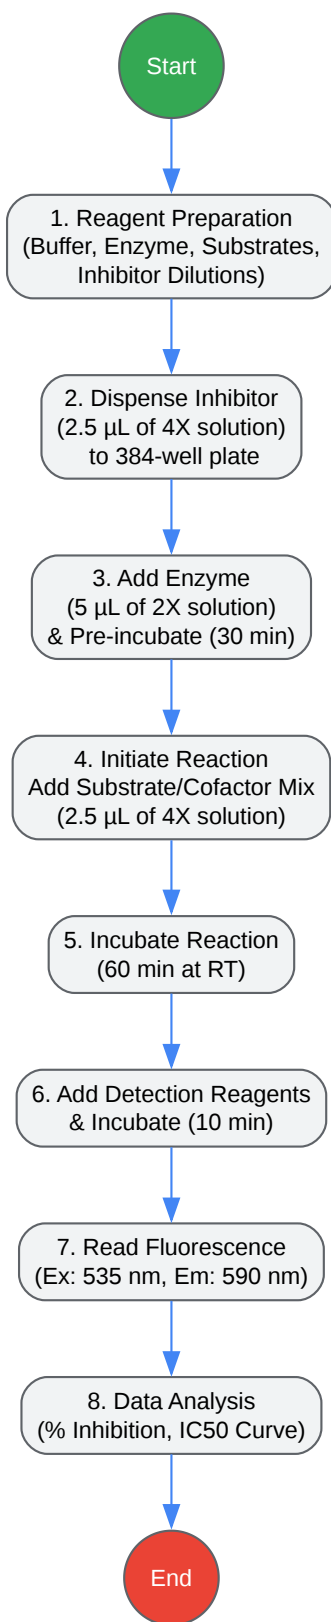 Start
1. Reagent Preparation
(Buffer, Enzyme, Substrates,
Inhibitor Dilutions)
2. Dispense Inhibitor
(2.5 µL of 4X solution)
to 384-well plate
3. Add Enzyme
(5 µL of 2X solution)
& Pre-incubate (30 min)
4. Initiate Reaction
Add Substrate/Cofactor Mix
(2.5 µL of 4X solution)
5. Incubate Reaction
(60 min at RT)
6. Add Detection Reagents
& Incubate (10 min)
7. Read Fluorescence
(Ex: 535 nm, Em: 590 nm)
8. Data Analysis
(% Inhibition, IC50 Curve)
End